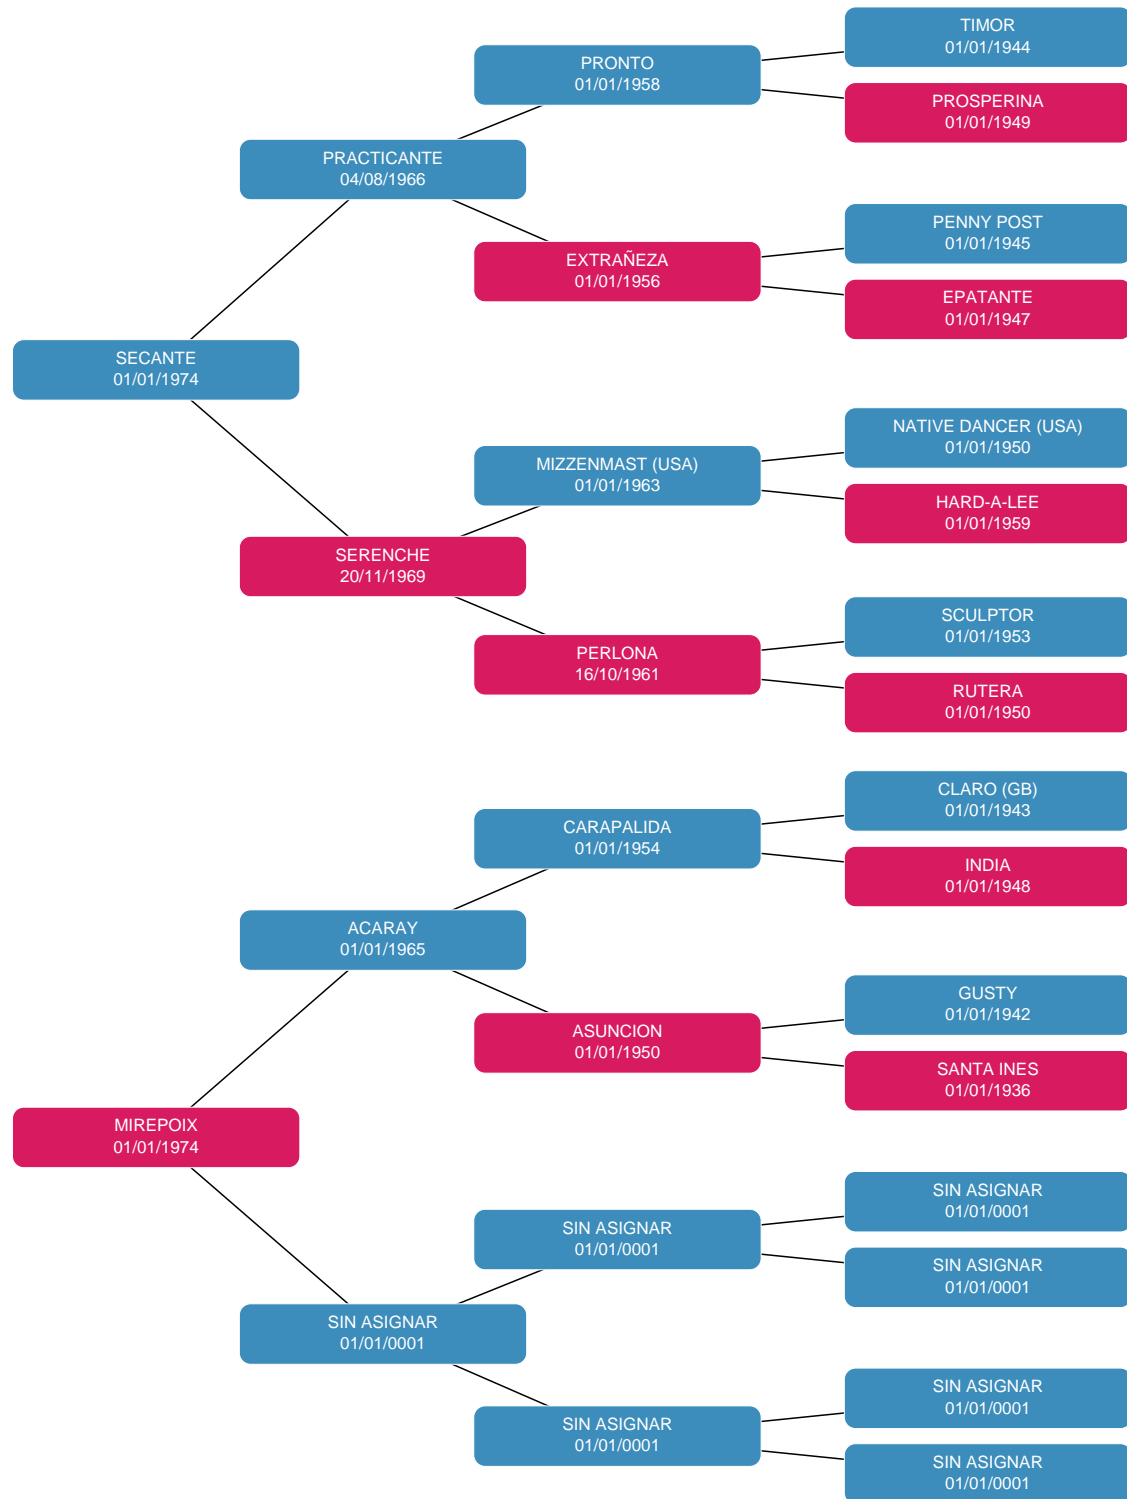 TIMOR
01/01/1944
PRONTO
01/01/1958
PROSPERINA
01/01/1949
PRACTICANTE
04/08/1966
PENNY POST
01/01/1945
EXTRAÑEZA
01/01/1956
EPATANTE
01/01/1947
SECANTE
01/01/1974
NATIVE DANCER (USA)
01/01/1950
MIZZENMAST (USA)
01/01/1963
HARD-A-LEE
01/01/1959
SERENCHE
20/11/1969
SCULPTOR
01/01/1953
PERLONA
16/10/1961
RUTERA
01/01/1950
CLARO (GB)
01/01/1943
CARAPALIDA
01/01/1954
INDIA
01/01/1948
ACARAY
01/01/1965
GUSTY
01/01/1942
ASUNCION
01/01/1950
SANTA INES
01/01/1936
MIREPOIX
01/01/1974
SIN ASIGNAR
01/01/0001
SIN ASIGNAR
01/01/0001
SIN ASIGNAR
01/01/0001
SIN ASIGNAR
01/01/0001
SIN ASIGNAR
01/01/0001
SIN ASIGNAR
01/01/0001
SIN ASIGNAR
01/01/0001